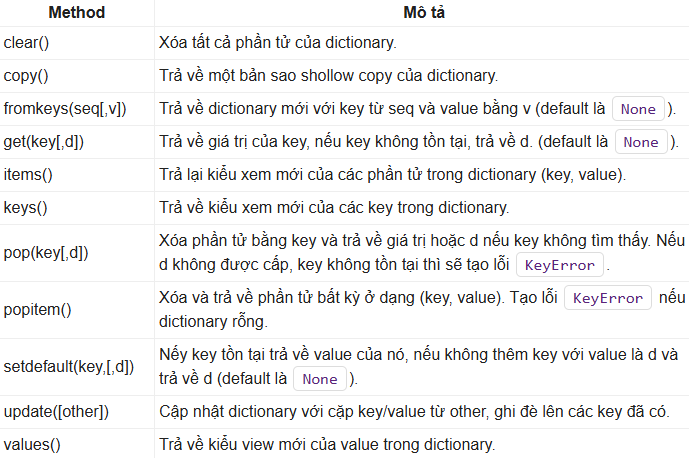 Method Mô tả
clear() Xóa tất cả phần tử của dictionary.
copy() Trả về một bản sao shollow copy của dictionary.
fromkeys(seq[,v]) Trả về dictionary mới với key từ seq và value bằng v (default là None ).
get(key[,d]) Trả về giá trị của key, nếu key không tồn tại, trả về d. (default là None ).
items() Trả lại kiểu xem mới của các phần tử trong dictionary (key, value).
keys() Trả về kiểu xem mới của các key trong dictionary.
pop(key[,d]) Xóa phần tử bằng key và trả về giá trị hoặc d nếu key không tìm thấy. Nếu
d không được cấp, key không tồn tại thì sẽ tạo lỗi KeyError .
popitem() Xóa và trả về phần tử bất kỳ ở dạng (key, value). Tạo lỗi KeyError nếu
dictionary rỗng.
setdefault(key,[,d]) Nếy key tồn tại trả về value của nó, nếu không thêm key với value là d và
trả về d (default là None ).
update([other]) Cập nhật dictionary với cặp key/value từ other, ghi đè lên các key đã có.
values() Trả về kiểu view mới của value trong dictionary.